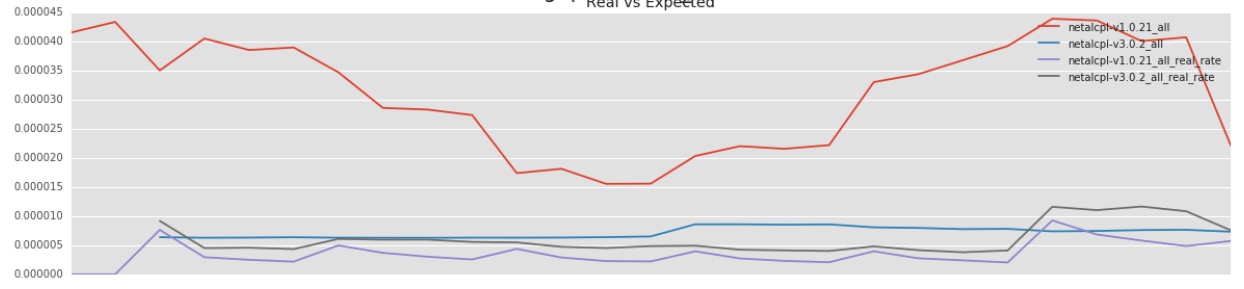 Real vs Expected
0.000045
0.000040
0.000035
0.000030
0.000025
0.000020
0.000015
0.000010
0.000005
0.000000
netalcpl-v1.0.21_all
netalcpl-v3.0.2_all
netalcpl-v1.0.21_all_real_rate
netalcpl-v3.0.2_all_real_rate